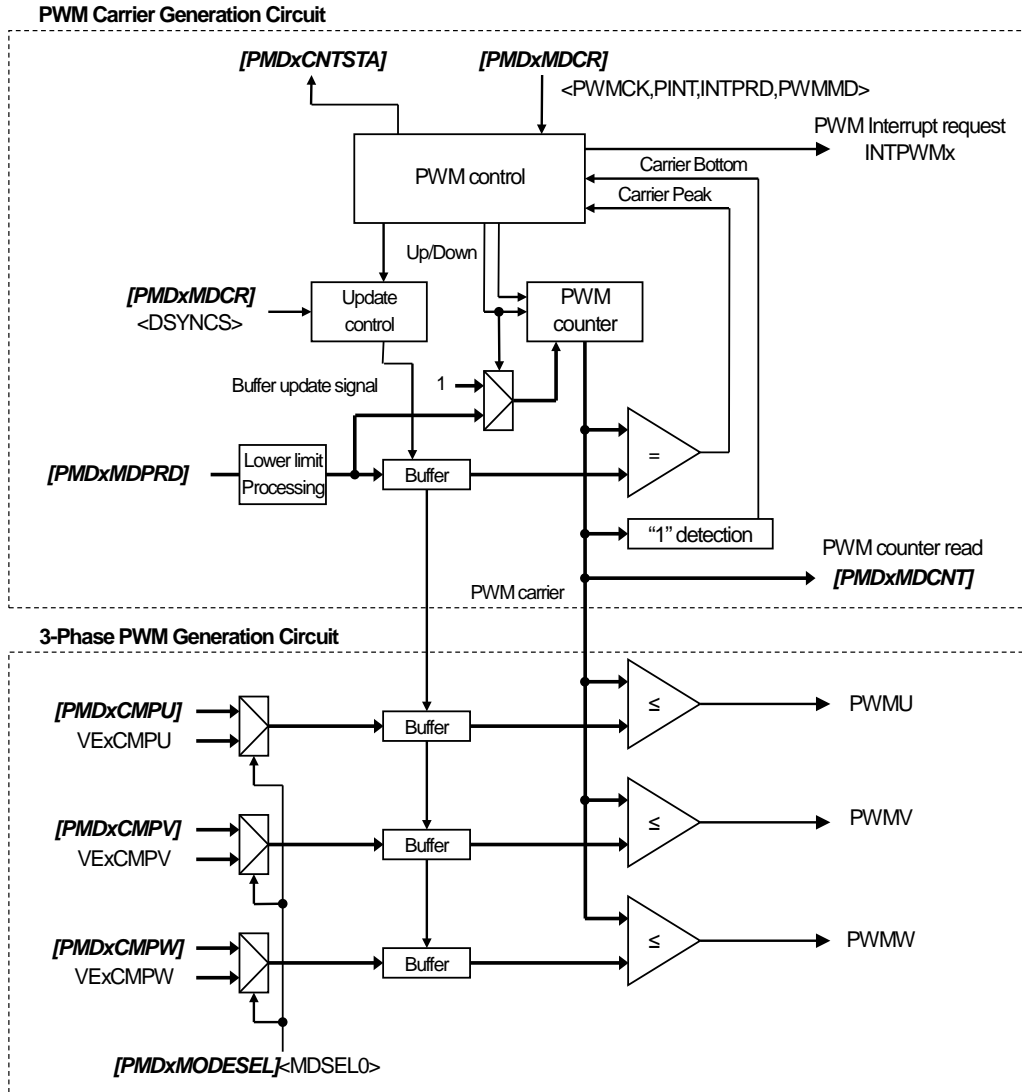 PWM Carrier Generation Circuit
[PMDxCNTSTA]
[PMDxMDCR]
<PWMCK,PINT,INTPRD,PWMMD>
PWM Interrupt request
INTPWMx
PWM control
Carrier Bottom
Carrier Peak
Up/Down
[PMDxMDCR]
<DSYNCS>
Update
control
PWM
counter
Buffer update signal
1
[PMDxMDPRD]
Lower limit
Processing
Buffer
=
“1” detection
PWM counter read
[PMDxMDCNT]
PWM carrier
3-Phase PWM Generation Circuit
[PMDxCMPU]
VExCMPU
Buffer
≤
PWMU
[PMDxCMPV]
VExCMPV
Buffer
≤
PWMV
[PMDxCMPW]
VExCMPW
Buffer
≤
PWMW
[PMDxMODESEL]<MDSEL0>